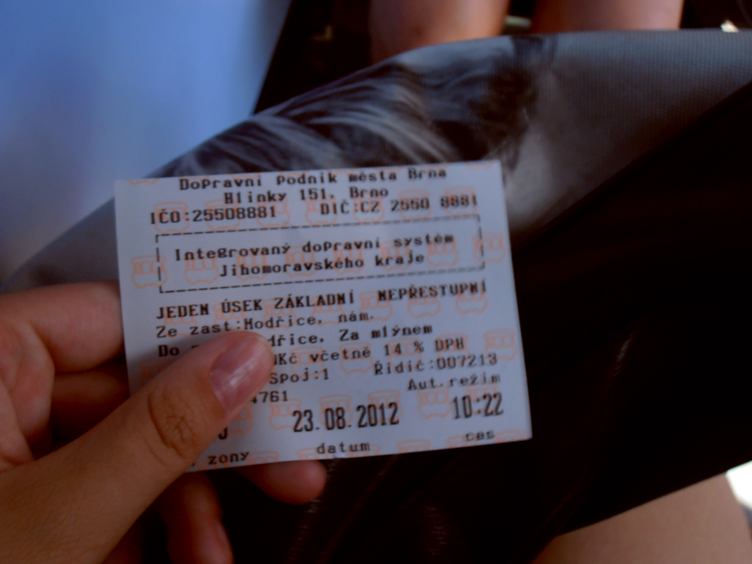 Dopravní podnik města Brna
Hlinky 151, Brno
IČO:25508881 DIČ:CZ 2550 8881
Integrovaný dopravní systém
Jihomoravského kraje
JEDEN ÚSEK ZÁKLADNÍ NEPŘESTUPNÍ
Ze zast:Modřice, nám.
Do dřice, Za mlýnem
Kč včetně 14 % DPH
Spoj:1 Řidič:007213
4761 Aut.režim
23.08.2012 10:22
zony datum čas